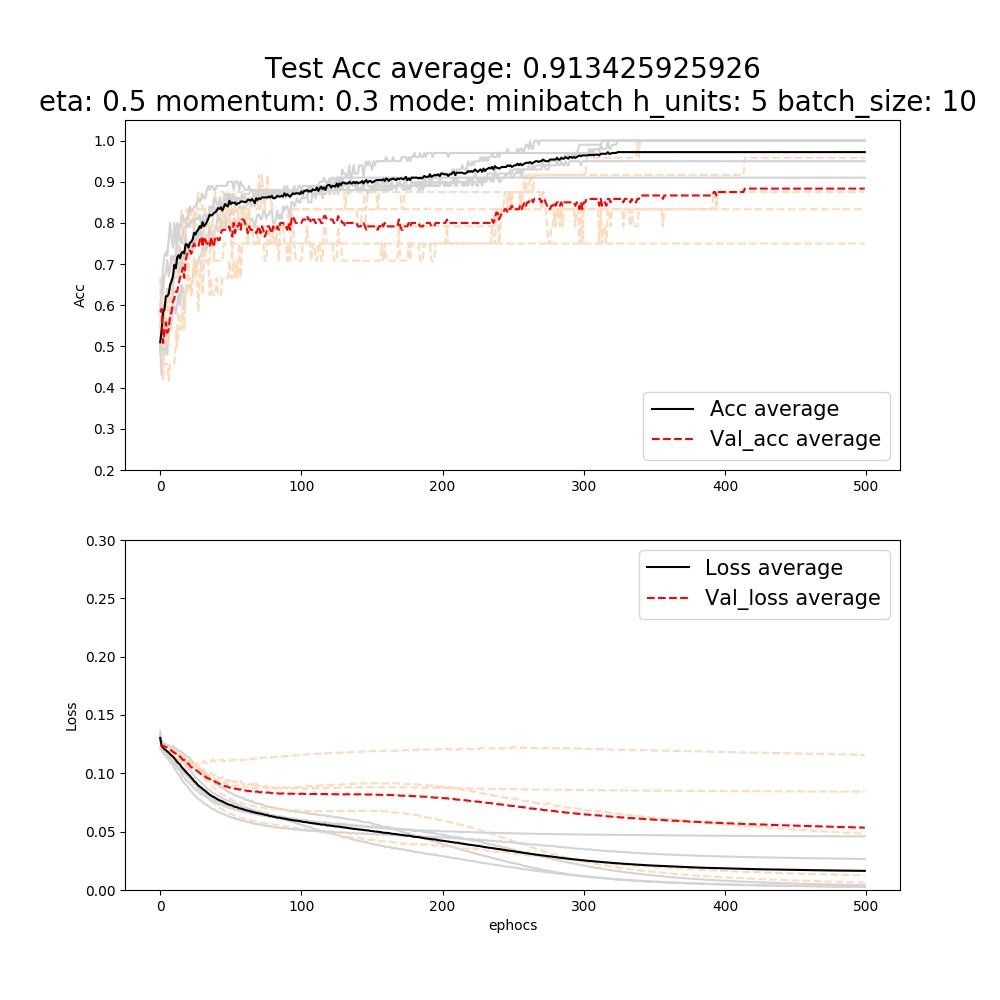 Test Acc average: 0.913425925926
eta: 0.5 momentum: 0.3 mode: minibatch h_units: 5 batch_size: 10
1.0
0.9
0.8
0.7
0.6
0.5
0.4
0.3
0.2
Acc
Acc average
Val_acc average
0 100 200 300 400 500
0.30
0.25
0.20
0.15
0.10
0.05
0.00
Loss
Loss average
Val_loss average
0 100 200 300 400 500
ephocs